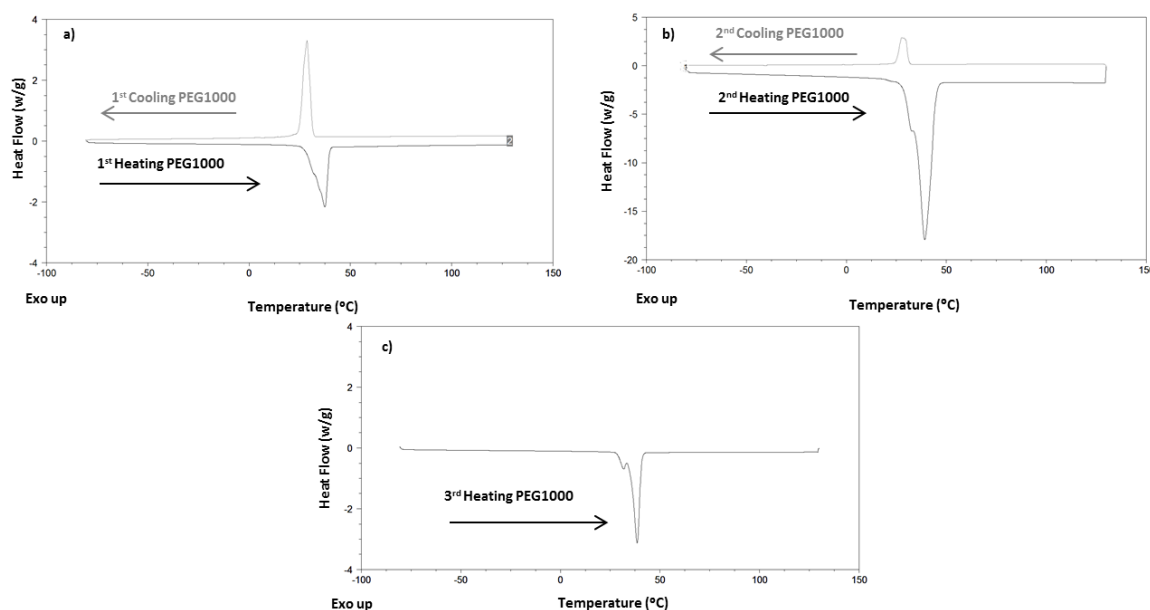 a)
4
2
0
-2
-4
Heat Flow (w/g)
1st Cooling PEG1000
1st Heating PEG1000
-100 -50 0 50 100 150
Exo up
Temperature (°C)
b)
5
0
-5
-10
-15
-20
Heat Flow (w/g)
2nd Cooling PEG1000
2nd Heating PEG1000
-100 -50 0 50 100 150
Exo up
Temperature (°C)
c)
4
2
0
-2
-4
Heat Flow (w/g)
3rd Heating PEG1000
-100 -50 0 50 100 150
Exo up
Temperature (°C)